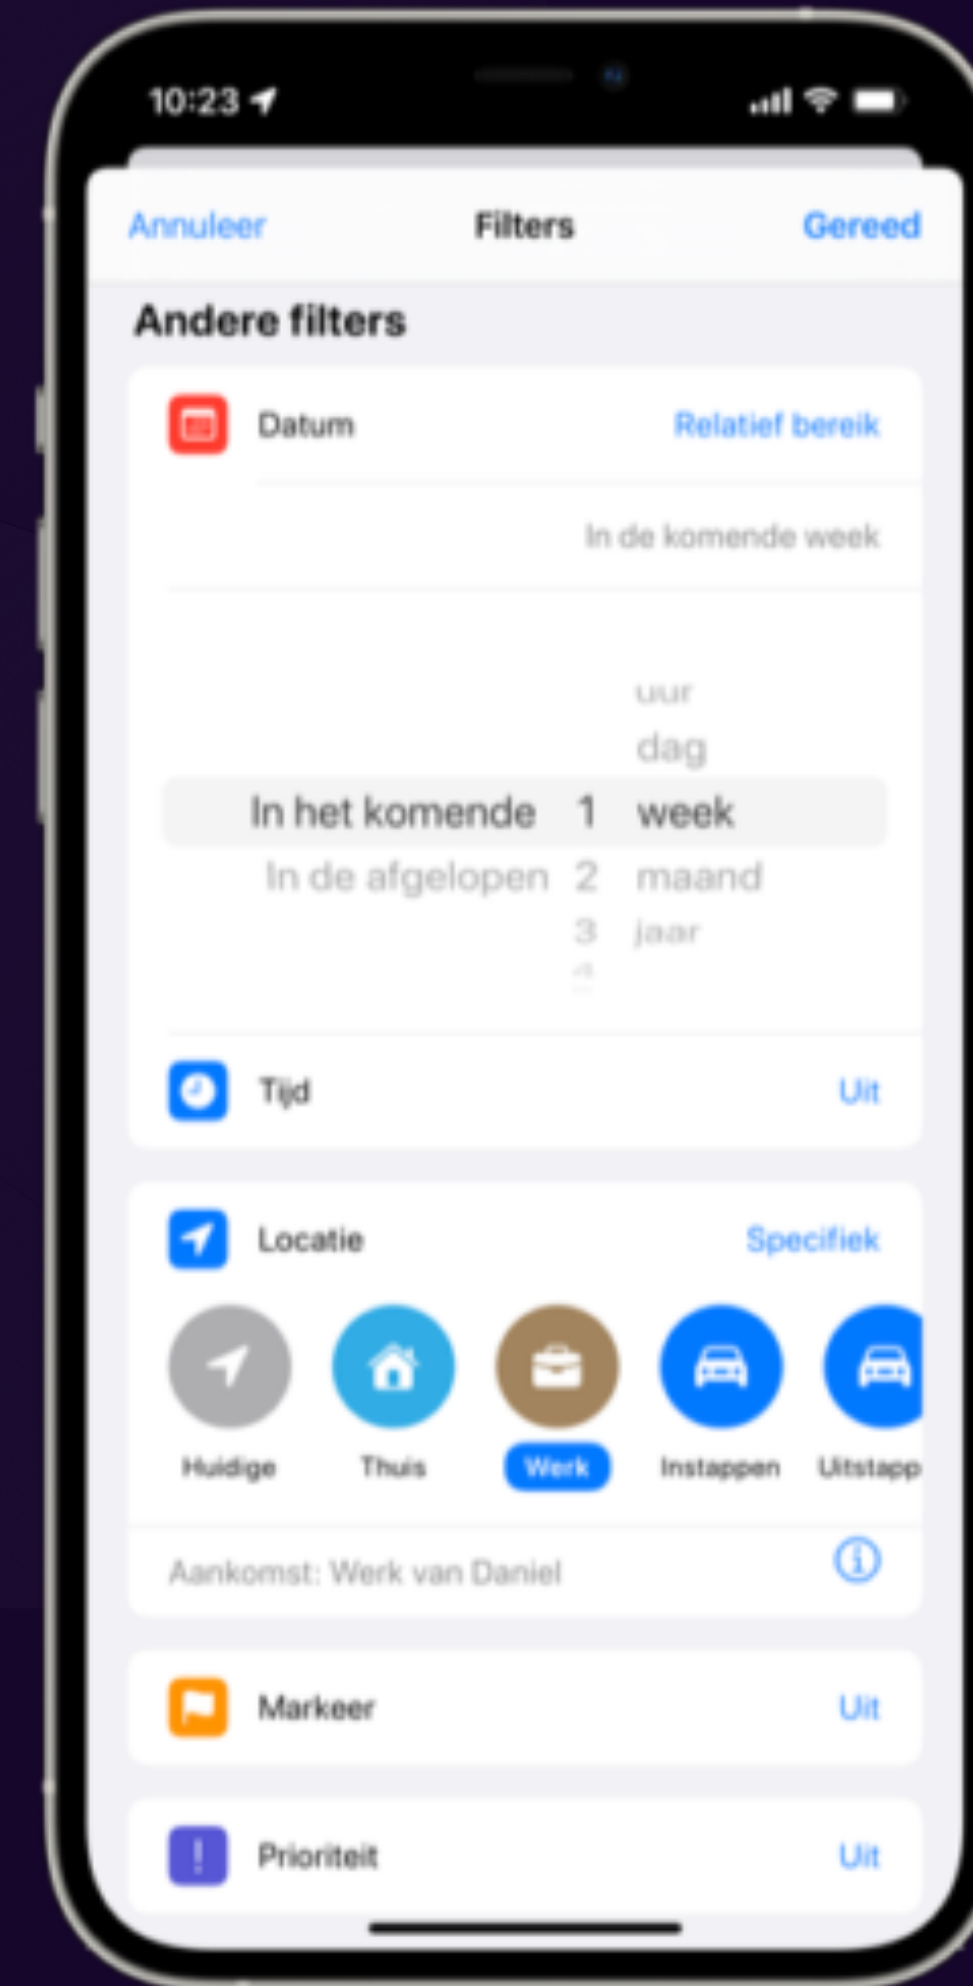 10:23
Annuleer Filters Gereed
Andere filters
Datum Relatief bereik
In de komende week
uur
dag
In het komende 1 week
In de afgelopen 2 maand
3 jaar
4
Tijd Uit
Locatie Specifiek
Huidige Thuis Werk Instappen Uitstapp
Aankomst: Werk van Daniel
Markeer Uit
Prioriteit Uit